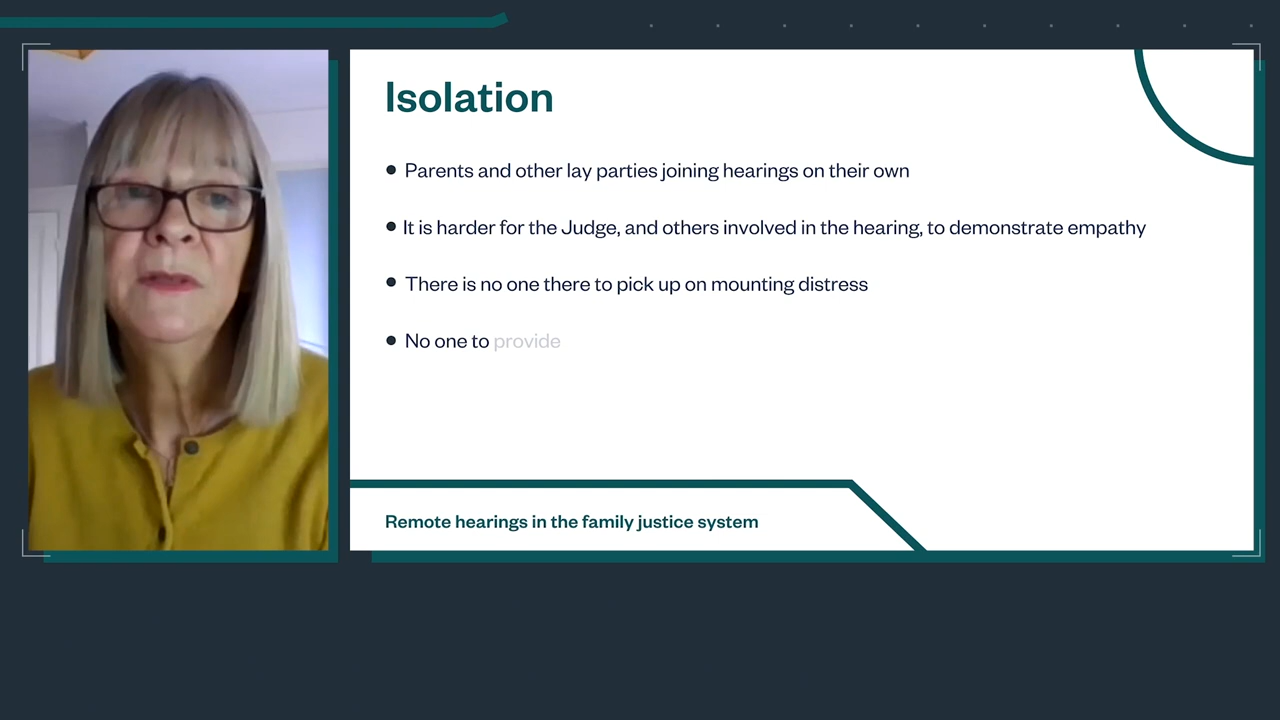 Isolation
Parents and other lay parties joining hearings on their own
It is harder for the Judge, and others involved in the hearing, to demonstrate empathy
There is no one there to pick up on mounting distress
No one to provide
Remote hearings in the family justice system